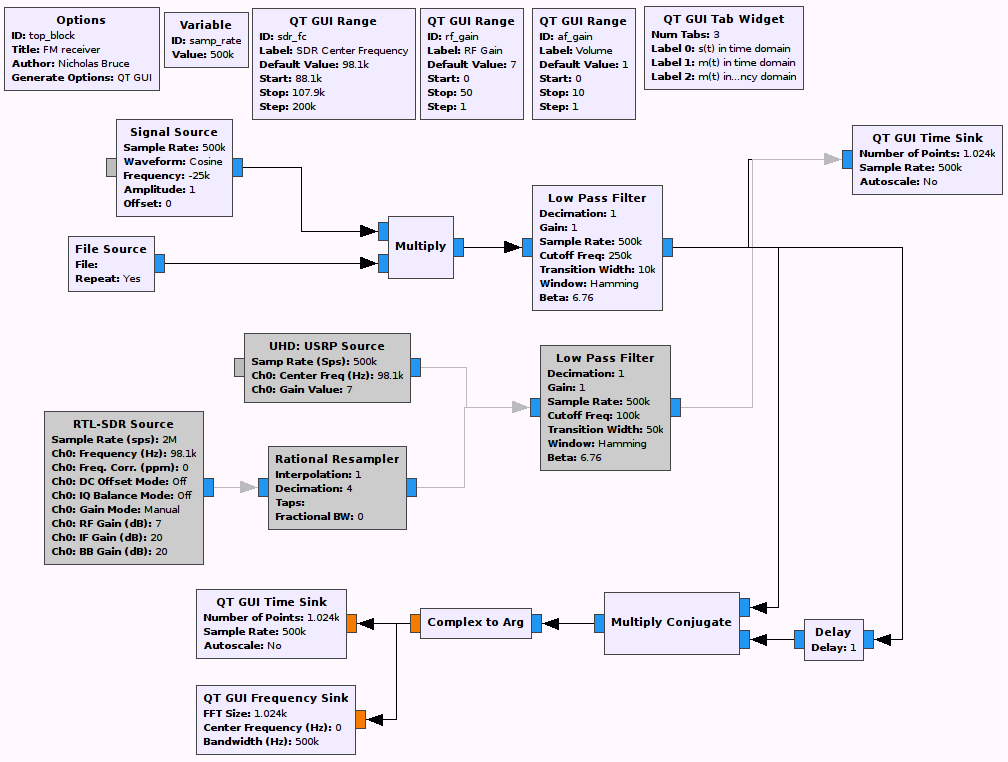 Options
ID: top_block
Title: FM receiver
Author: Nicholas Bruce
Generate Options: QT GUI
Variable
ID: samp_rate
Value: 500k
QT GUI Range
ID: sdr_fc
Label: SDR Center Frequency
Default Value: 98.1k
Start: 88.1k
Stop: 107.9k
Step: 200k
QT GUI Range
ID: rf_gain
Label: RF Gain
Default Value: 7
Start: 0
Stop: 50
Step: 1
QT GUI Range
ID: af_gain
Label: Volume
Default Value: 1
Start: 0
Stop: 10
Step: 1
QT GUI Tab Widget
Num Tabs: 3
Label 0: s(t) in time domain
Label 1: m(t) in time domain
Label 2: m(t) in...ncy domain
Signal Source
Sample Rate: 500k
Waveform: Cosine
Frequency: -25k
Amplitude: 1
Offset: 0
QT GUI Time Sink
Number of Points: 1.024k
Sample Rate: 500k
Autoscale: No
File Source
File:
Repeat: Yes
Multiply
Low Pass Filter
Decimation: 1
Gain: 1
Sample Rate: 500k
Cutoff Freq: 250k
Transition Width: 10k
Window: Hamming
Beta: 6.76
UHD: USRP Source
Samp Rate (Sps): 500k
Ch0: Center Freq (Hz): 98.1k
Ch0: Gain Value: 7
Low Pass Filter
Decimation: 1
Gain: 1
Sample Rate: 500k
Cutoff Freq: 100k
Transition Width: 50k
Window: Hamming
Beta: 6.76
RTL-SDR Source
Sample Rate (sps): 2M
Ch0: Frequency (Hz): 98.1k
Ch0: Freq. Corr. (ppm): 0
Ch0: DC Offset Mode: Off
Ch0: IQ Balance Mode: Off
Ch0: Gain Mode: Manual
Ch0: RF Gain (dB): 7
Ch0: IF Gain (dB): 20
Ch0: BB Gain (dB): 20
Rational Resampler
Interpolation: 1
Decimation: 4
Taps:
Fractional BW: 0
QT GUI Time Sink
Number of Points: 1.024k
Sample Rate: 500k
Autoscale: No
Complex to Arg
Multiply Conjugate
Delay
Delay: 1
QT GUI Frequency Sink
FFT Size: 1.024k
Center Frequency (Hz): 0
Bandwidth (Hz): 500k